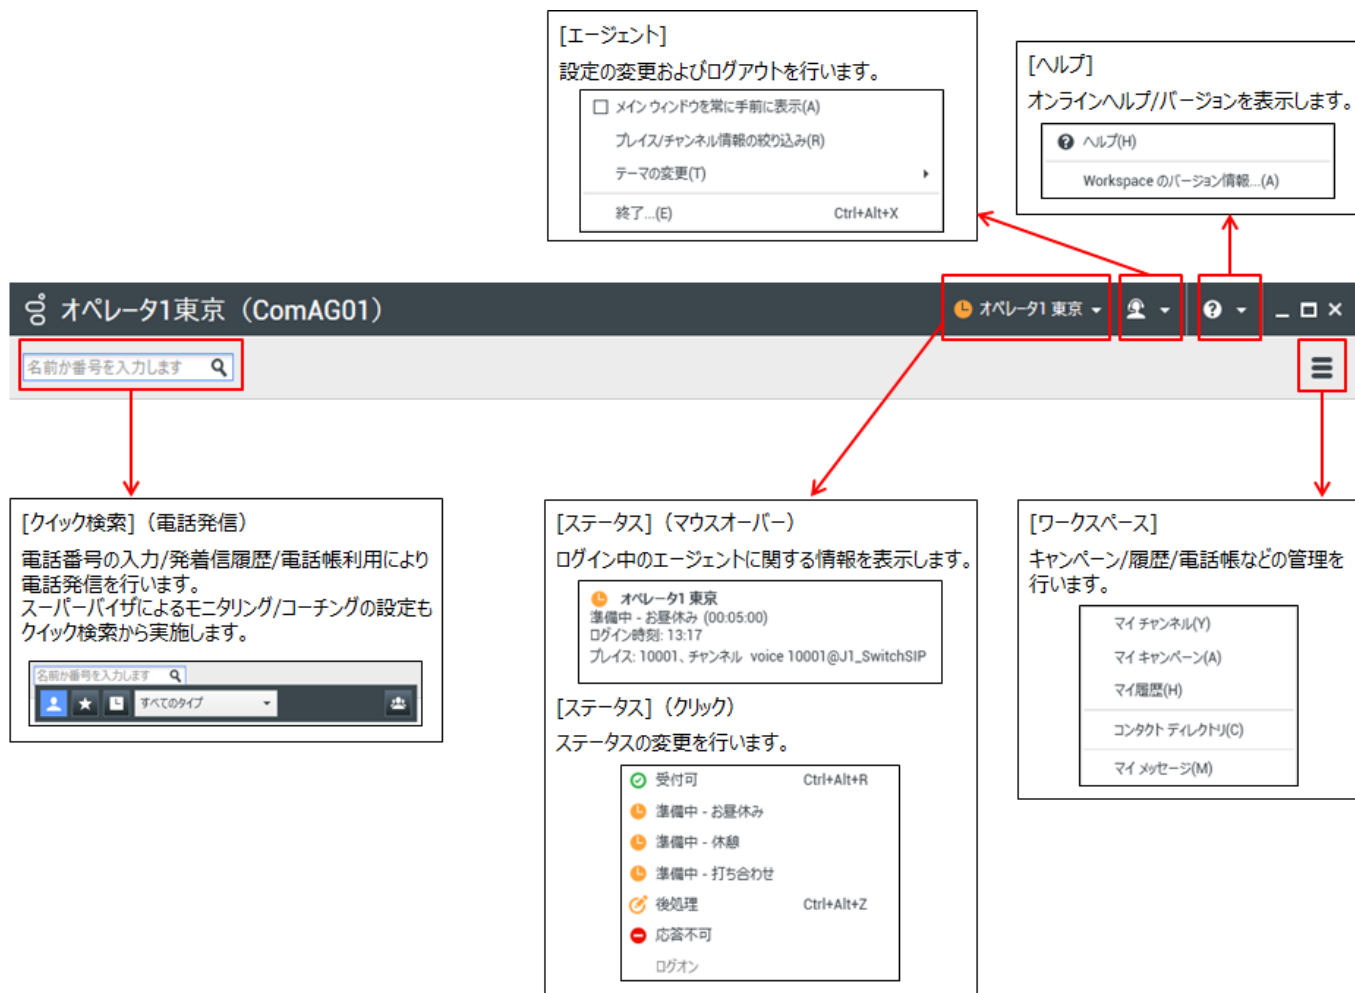 [エージェント]
設定の変更およびログアウトを行います。
メイン ウィンドウを常に手前に表示(A)
プレイス/チャンネル情報の絞り込み(R)
テーマの変更(T)
終了...(E) Ctrl+Alt+X
[ヘルプ]
オンラインヘルプ/バージョンを表示します。
ヘルプ(H)
Workspace のバージョン情報...(A)
オペレータ1東京（ComAG01）
オペレータ1 東京
名前か番号を入力します
[クイック検索]（電話発信）
電話番号の入力/発着信履歴/電話帳利用により
電話発信を行います。
スーパーバイザによるモニタリング/コーチングの設定も
クイック検索から実施します。
名前か番号を入力します
すべてのタイプ
[ステータス]（マウスオーバー）
ログイン中のエージェントに関する情報を表示します。
オペレータ1 東京
準備中 - お昼休み (00:05:00)
ログイン時刻: 13:17
プレイス: 10001、チャンネル voice 10001@J1_SwitchSIP
[ステータス]（クリック）
ステータスの変更を行います。
受付可 Ctrl+Alt+R
準備中 - お昼休み
準備中 - 休憩
準備中 - 打ち合わせ
後処理 Ctrl+Alt+Z
応答不可
ログオン
[ワークスペース]
キャンペーン/履歴/電話帳などの管理を
行います。
マイ チャンネル(Y)
マイ キャンペーン(A)
マイ履歴(H)
コンタクト ディレクトリ(C)
マイ メッセージ(M)